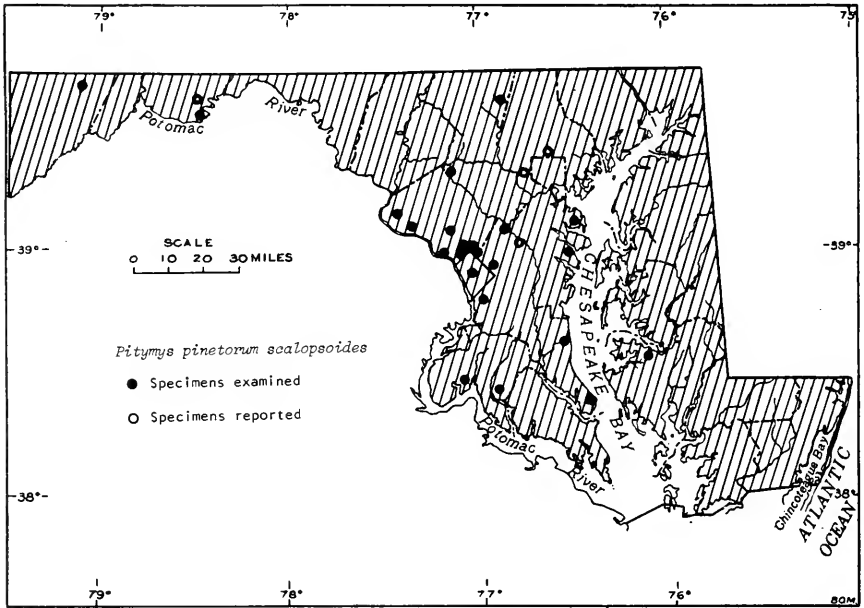 79° 78° 77° 76° 75
Potomac River
39°
SCALE
0 10 20 30 MILES
-39°
CHESAPEAKE BAY
Pitymys pinetorum scalopsoides
● Specimens examined
○ Specimens reported
Potomac River
38°
38°
Chincoteague Bay
ATLANTIC OCEAN
79° 78° 77° 76°